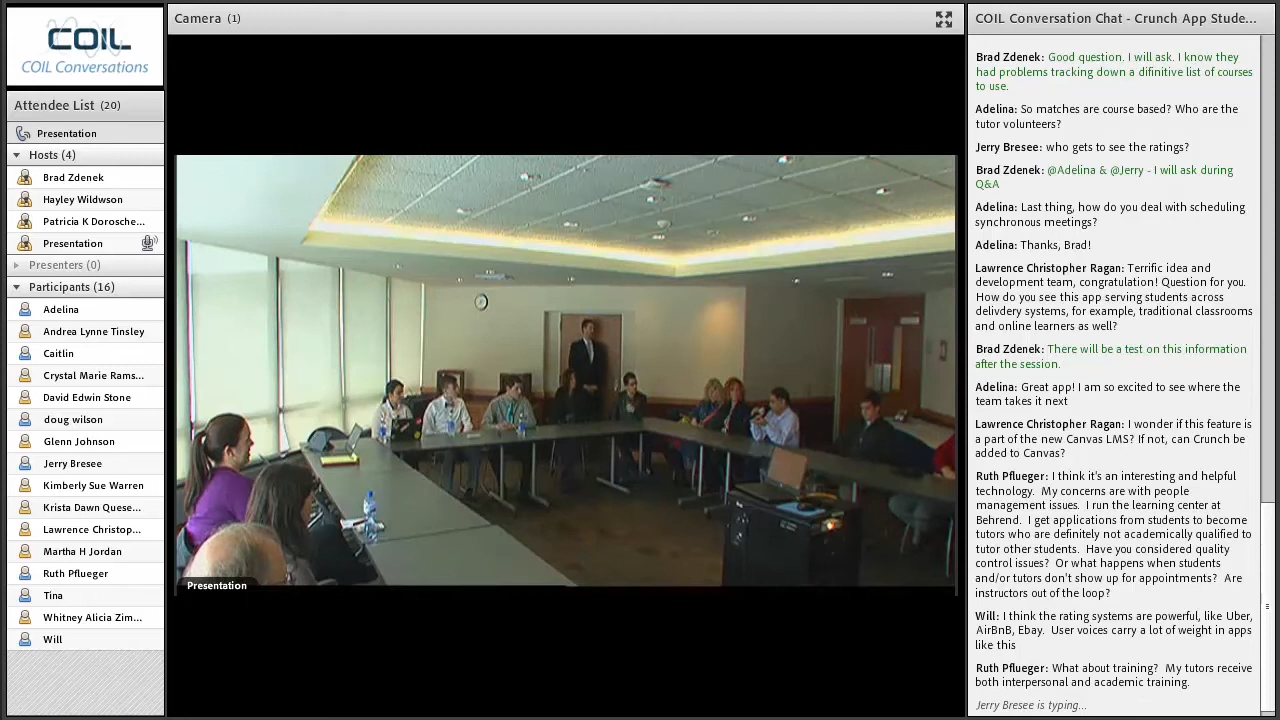 COIL
COIL Conversations
Attendee List (20)
Presentation
Hosts (4)
Brad Zdenek
Hayley Wildwson
Patricia K Dorosche...
Presentation
Presenters (0)
Participants (16)
Adelina
Andrea Lynne Tinsley
Caitlin
Crystal Marie Rams...
David Edwin Stone
doug wilson
Glenn Johnson
Jerry Bresee
Kimberly Sue Warren
Krista Dawn Quese...
Lawrence Christop...
Martha H Jordan
Ruth Pflueger
Tina
Whitney Alicia Zim...
Will
Camera (1)
Presentation
COIL Conversation Chat - Crunch App Stude...
Brad Zdenek: Good question. I will ask. I know they
had problems tracking down a difinitive list of courses
to use.
Adelina: So matches are course based? Who are the
tutor volunteers?
Jerry Bresee: who gets to see the ratings?
Brad Zdenek: @Adelina & @Jerry - I will ask during
Q&A
Adelina: Last thing, how do you deal with scheduling
synchronous meetings?
Adelina: Thanks, Brad!
Lawrence Christopher Ragan: Terrific idea and
development team, congratulation! Question for you.
How do you see this app serving students across
delivdery systems, for example, traditional classrooms
and online learners as well?
Brad Zdenek: There will be a test on this information
after the session.
Adelina: Great app! I am so excited to see where the
team takes it next
Lawrence Christopher Ragan: I wonder if this feature is
a part of the new Canvas LMS? If not, can Crunch be
added to Canvas?
Ruth Pflueger: I think it's an interesting and helpful
technology.  My concerns are with people
management issues.  I run the learning center at
Behrend.  I get applications from students to become
tutors who are definitely not academically qualified to
tutor other students.  Have you considered quality
control issues?  Or what happens when students
and/or tutors don't show up for appointments?  Are
instructors out of the loop?
Will: I think the rating systems are powerful, like Uber,
AirBnB, Ebay.  User voices carry a lot of weight in apps
like this
Ruth Pflueger: What about training?  My tutors receive
both interpersonal and academic training.
Jerry Bresee is typing...